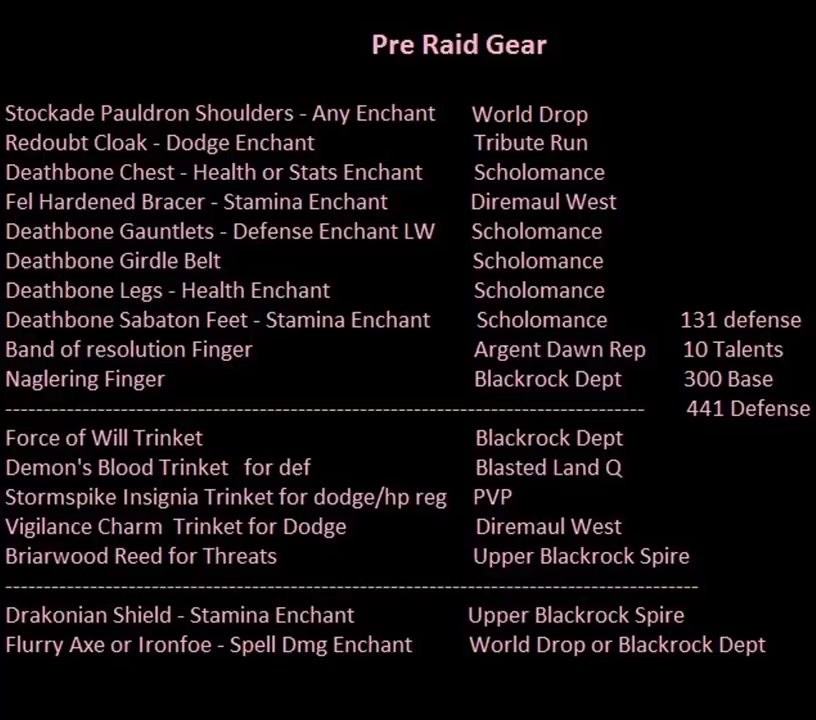 Pre Raid Gear
Stockade Pauldron Shoulders - Any Enchant World Drop
Redoubt Cloak - Dodge Enchant Tribute Run
Deathbone Chest - Health or Stats Enchant Scholomance
Fel Hardened Bracer - Stamina Enchant Diremaul West
Deathbone Gauntlets - Defense Enchant LW Scholomance
Deathbone Girdle Belt Scholomance
Deathbone Legs - Health Enchant Scholomance
Deathbone Sabaton Feet - Stamina Enchant Scholomance 131 defense
Band of resolution Finger Argent Dawn Rep 10 Talents
Naglering Finger Blackrock Dept 300 Base
----------------------------------------------------------------------------------- 441 Defense
Force of Will Trinket Blackrock Dept
Demon's Blood Trinket for def Blasted Land Q
Stormspike Insignia Trinket for dodge/hp reg PVP
Vigilance Charm Trinket for Dodge Diremaul West
Briarwood Reed for Threats Upper Blackrock Spire
------------------------------------------------------------------------------------------
Drakonian Shield - Stamina Enchant Upper Blackrock Spire
Flurry Axe or Ironfoe - Spell Dmg Enchant World Drop or Blackrock Dept